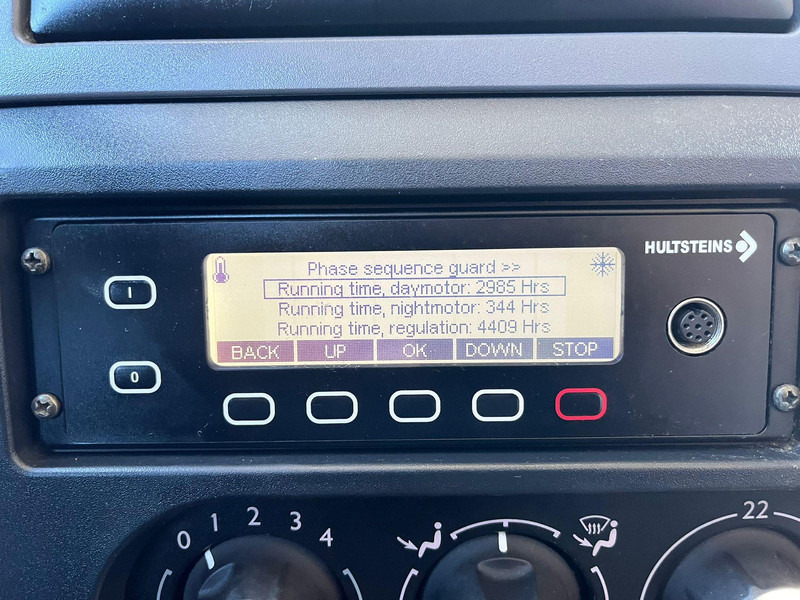 HULTSTEINS
Phase sequence guard >>
Running time, daymotor: 2985 Hrs
Running time, nightmotor: 344 Hrs
Running time, regulation: 4409 Hrs
BACK UP OK DOWN STOP
I
0
0 1 2 3 4
22